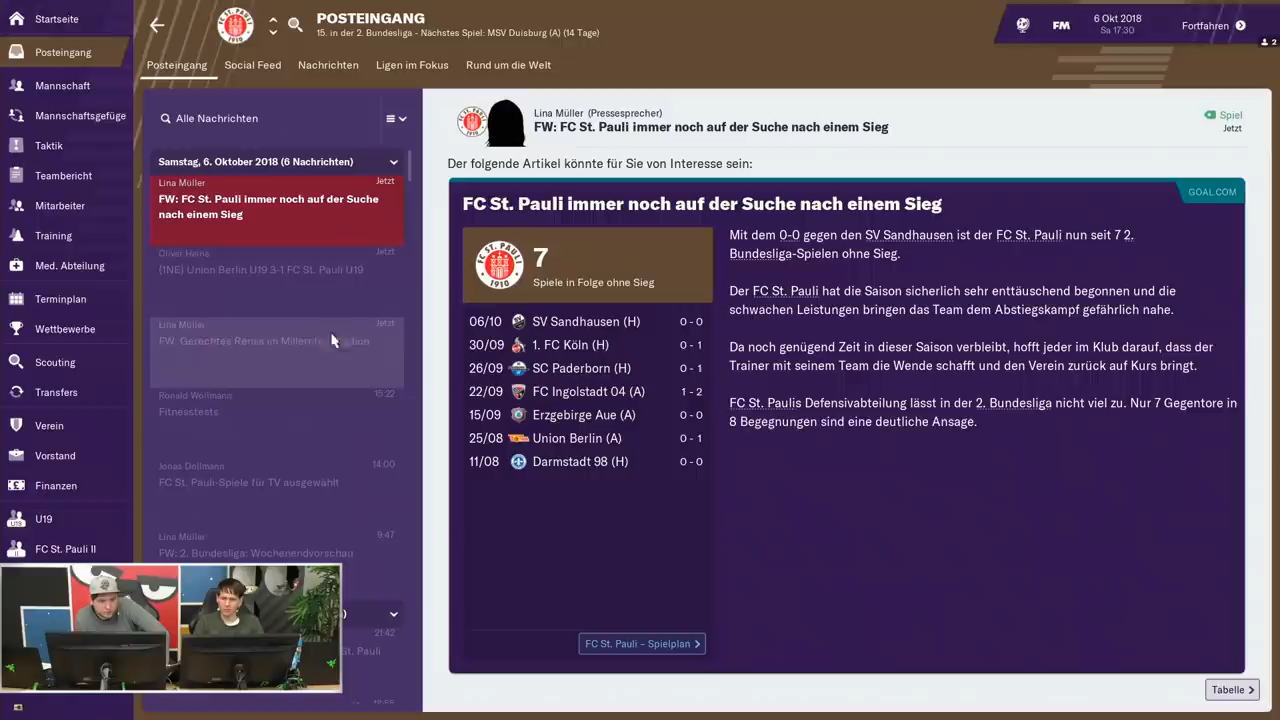 Startseite
Posteingang
Mannschaft
Mannschaftsgefüge
Taktik
Teambericht
Mitarbeiter
Training
Med. Abteilung
Terminplan
Wettbewerbe
Scouting
Transfers
Verein
Vorstand
Finanzen
U19
FC St. Pauli II
POSTEINGANG
15. in der 2. Bundesliga - Nächstes Spiel: MSV Duisburg (A) (14 Tage)
FM
6 Okt 2018
Sa 17:30
Fortfahren
2
Posteingang
Social Feed
Nachrichten
Ligen im Fokus
Rund um die Welt
Alle Nachrichten
Samstag, 6. Oktober 2018 (6 Nachrichten)
Lina Müller Jetzt
FW: FC St. Pauli immer noch auf der Suche
nach einem Sieg
Oliver Heine Jetzt
(1NE) Union Berlin U19 3-1 FC St. Pauli U19
Lina Müller Jetzt
FW: Gerechtes Remis im
Ronald Wollmann 15:22
Fitnesstests
Jonas Dollmann 14:00
FC St. Pauli-Spiele für TV ausgewählt
Lina Müller 9:47
FW: 2. Bundesliga: Wochenendvorschau
)
21:42
St. Pauli
Lina Müller (Pressesprecher)
FW: FC St. Pauli immer noch auf der Suche nach einem Sieg
Spiel
Jetzt
Der folgende Artikel könnte für Sie von Interesse sein:
GOAL.COM
FC St. Pauli immer noch auf der Suche nach einem Sieg
7
Spiele in Folge ohne Sieg
06/10 SV Sandhausen (H) 0 - 0
30/09 1. FC Köln (H) 0 - 1
26/09 SC Paderborn (H) 0 - 1
22/09 FC Ingolstadt 04 (A) 1 - 2
15/09 Erzgebirge Aue (A) 0 - 0
25/08 Union Berlin (A) 0 - 1
11/08 Darmstadt 98 (H) 0 - 0
FC St. Pauli – Spielplan
Mit dem 0-0 gegen den SV Sandhausen ist der FC St. Pauli nun seit 7 2.
Bundesliga-Spielen ohne Sieg.
Der FC St. Pauli hat die Saison sicherlich sehr enttäuschend begonnen und die
schwachen Leistungen bringen das Team dem Abstiegskampf gefährlich nahe.
Da noch genügend Zeit in dieser Saison verbleibt, hofft jeder im Klub darauf, dass der
Trainer mit seinem Team die Wende schafft und den Verein zurück auf Kurs bringt.
FC St. Paulis Defensivabteilung lässt in der 2. Bundesliga nicht viel zu. Nur 7 Gegentore in
8 Begegnungen sind eine deutliche Ansage.
Tabelle